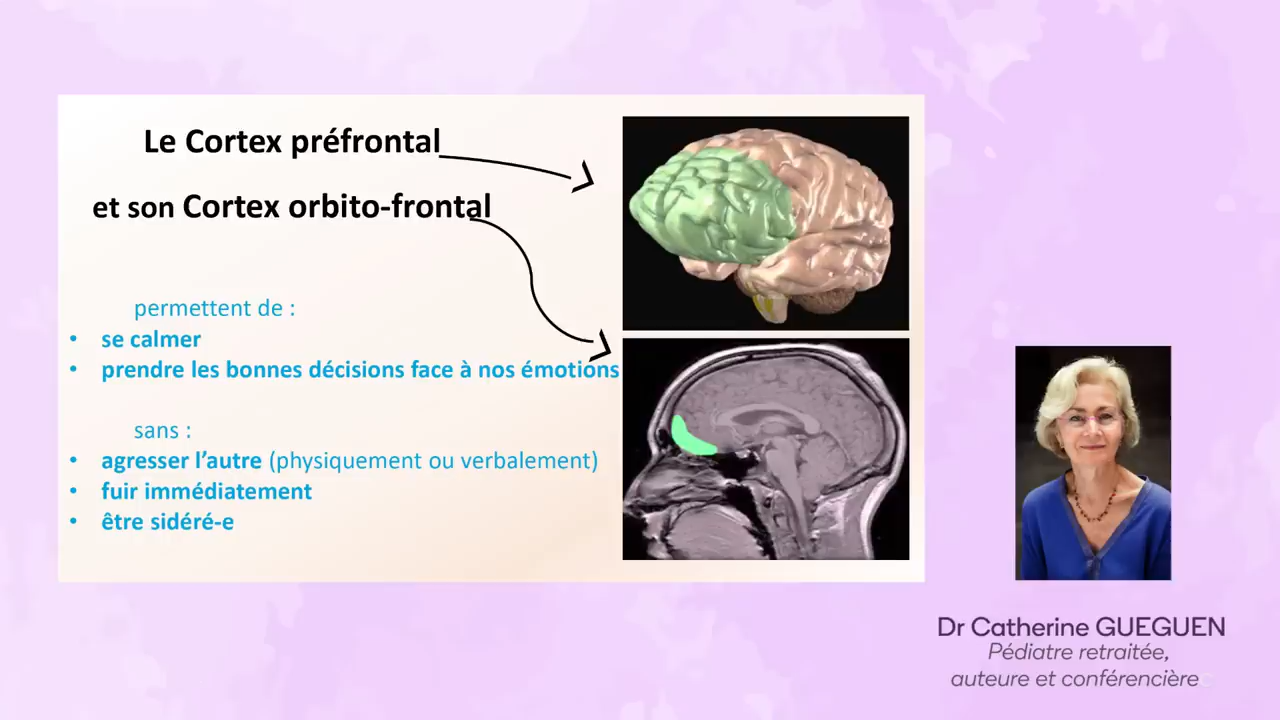 Le Cortex préfrontal
et son Cortex orbito-frontal
permettent de :
• se calmer
• prendre les bonnes décisions face à nos émotions
sans :
• agresser l’autre (physiquement ou verbalement)
• fuir immédiatement
• être sidéré-e
Dr Catherine GUEGUEN
Pédiatre retraitée,
auteure et conférencière